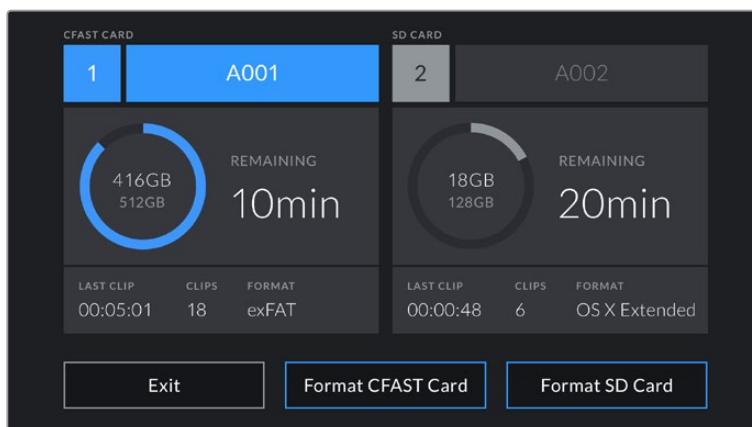 CFAST CARD
1 A001
416GB
512GB
REMAINING
10min
LAST CLIP CLIPS FORMAT
00:05:01 18 exFAT
SD CARD
2 A002
18GB
128GB
REMAINING
20min
LAST CLIP CLIPS FORMAT
00:00:48 6 OS X Extended
Exit Format CFAST Card Format SD Card